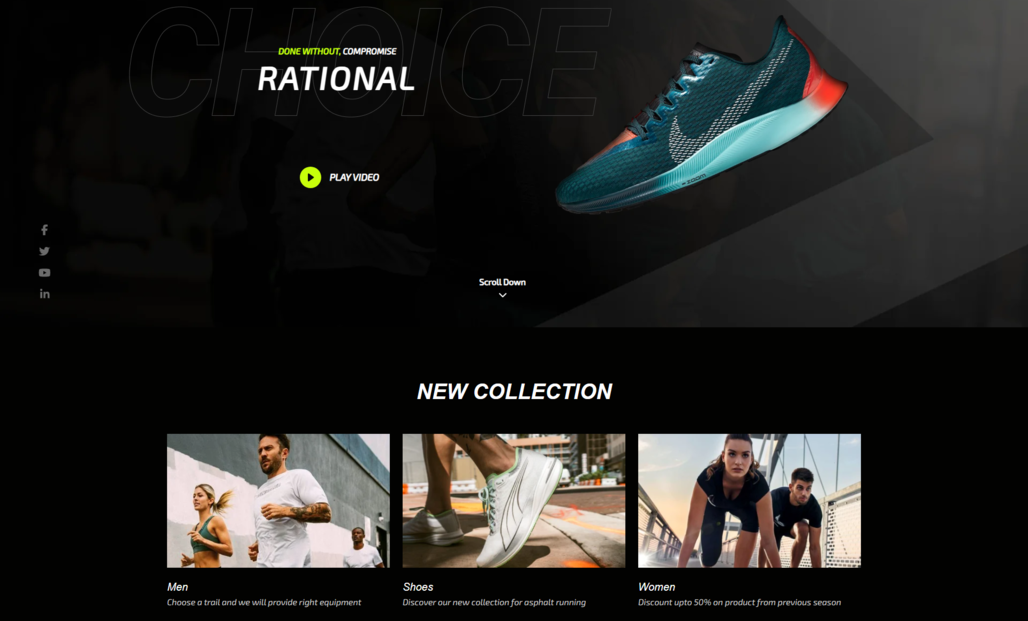 CHOICE
DONE WITHOUT, COMPROMISE
RATIONAL
PLAY VIDEO
Scroll Down
NEW COLLECTION
Men
Choose a trail and we will provide right equipment
Shoes
Discover our new collection for asphalt running
Women
Discount upto 50% on product from previous season